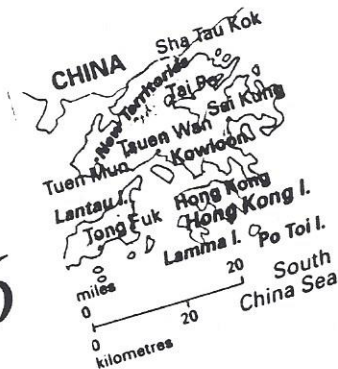 Sha Tau Kok
CHINA
New Territories
Tai Po
Sai Kung
Tsuen Wan
Kowloon
Tuen Mun
Lantau I.
Hong Kong
Hong Kong I.
Tong Fuk
Lamma I.
Po Toi I.
South
China Sea
miles
0
20
0
20
kilometres